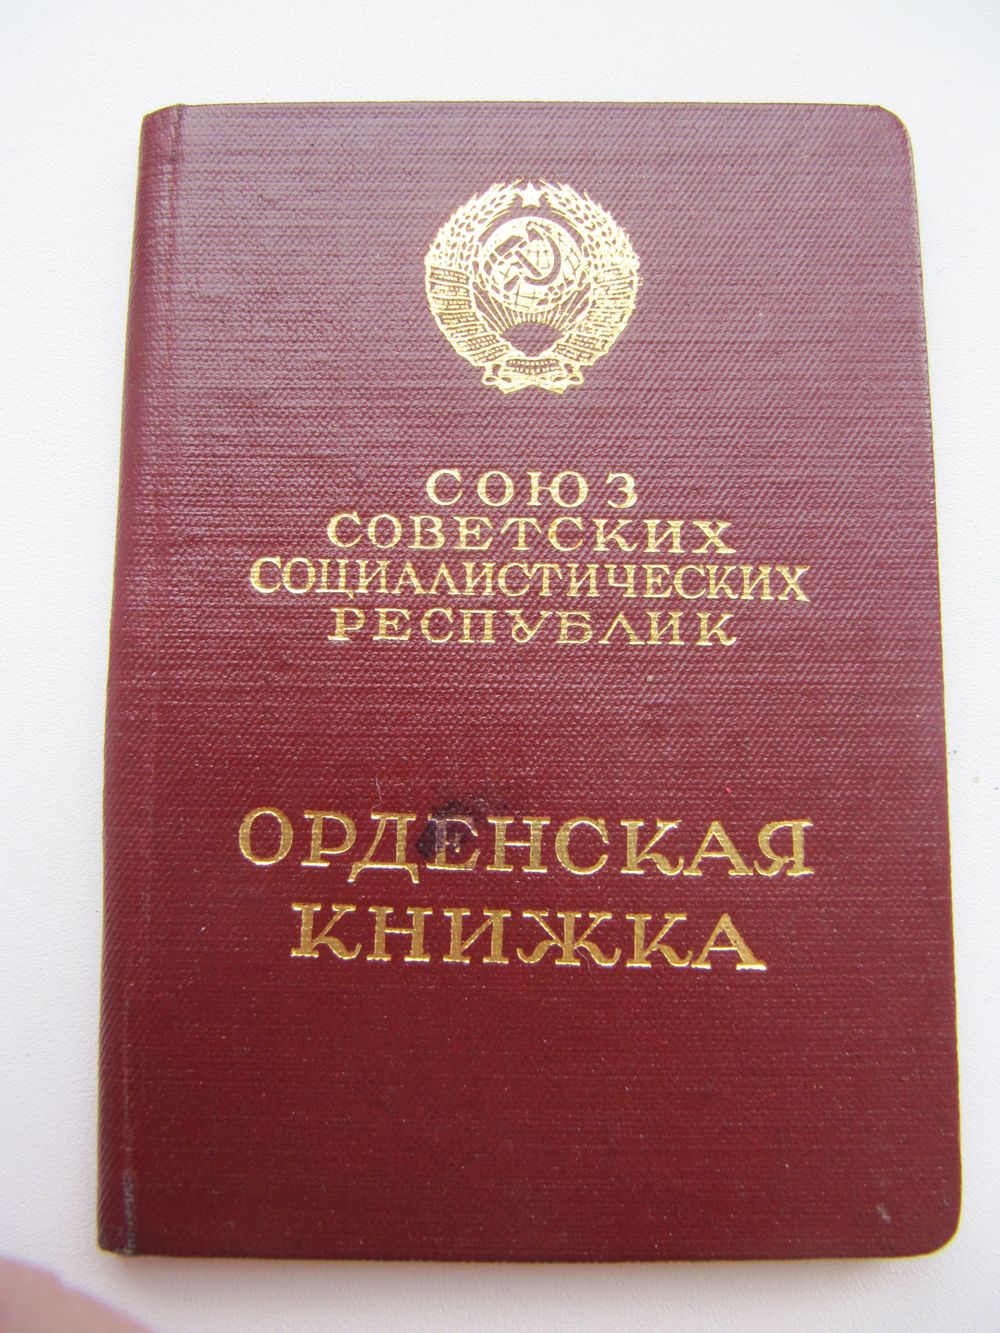 СОЮЗ
СОВЕТСКИХ
СОЦИАЛИСТИЧЕСКИХ
РЕСПУБЛИК
ОРДЕНСКАЯ
КНИЖКА